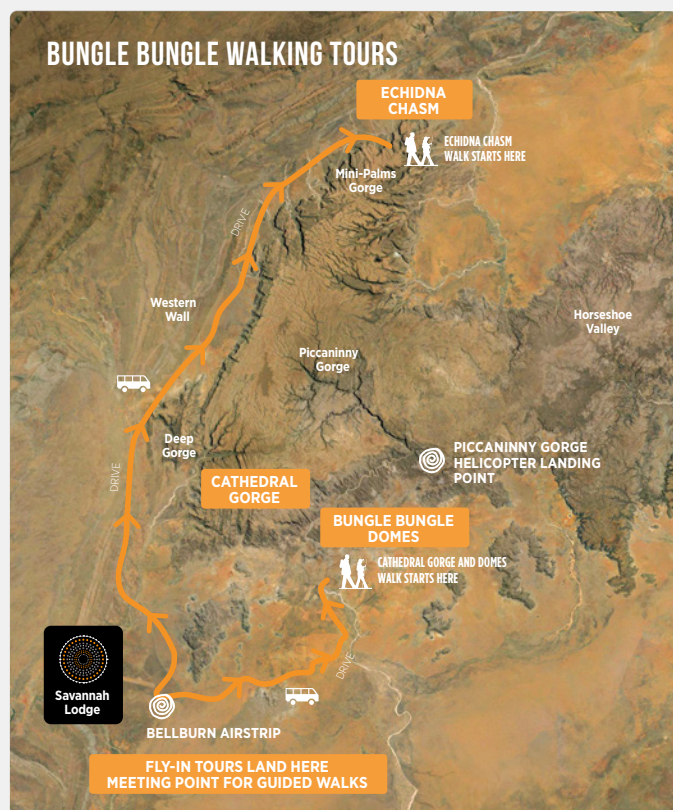 BUNGLE BUNGLE WALKING TOURS
ECHIDNA
CHASM
ECHIDNA CHASM
WALK STARTS HERE
Mini-Palms
Gorge
DRIVE
Western
Wall
Horseshoe
Valley
Piccaninny
Gorge
Deep
Gorge
PICCANINNY GORGE
HELICOPTER LANDING
POINT
DRIVE
CATHEDRAL
GORGE
BUNGLE BUNGLE
DOMES
CATHEDRAL GORGE AND DOMES
WALK STARTS HERE
DRIVE
Savannah
Lodge
BELLBURN AIRSTRIP
FLY-IN TOURS LAND HERE
MEETING POINT FOR GUIDED WALKS